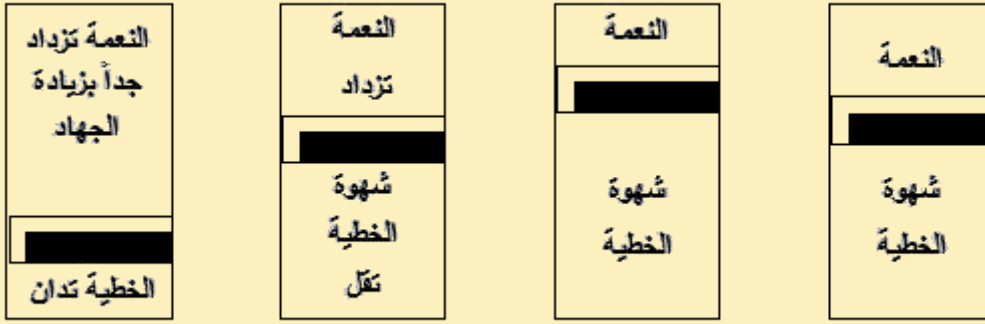 النعمة
شهوة
الخطية
النعمة
شهوة
الخطية
النعمة
تزداد
شهوة
الخطية
تقل
النعمة تزداد
جداً بزيادة
الجهاد
الخطية تدان